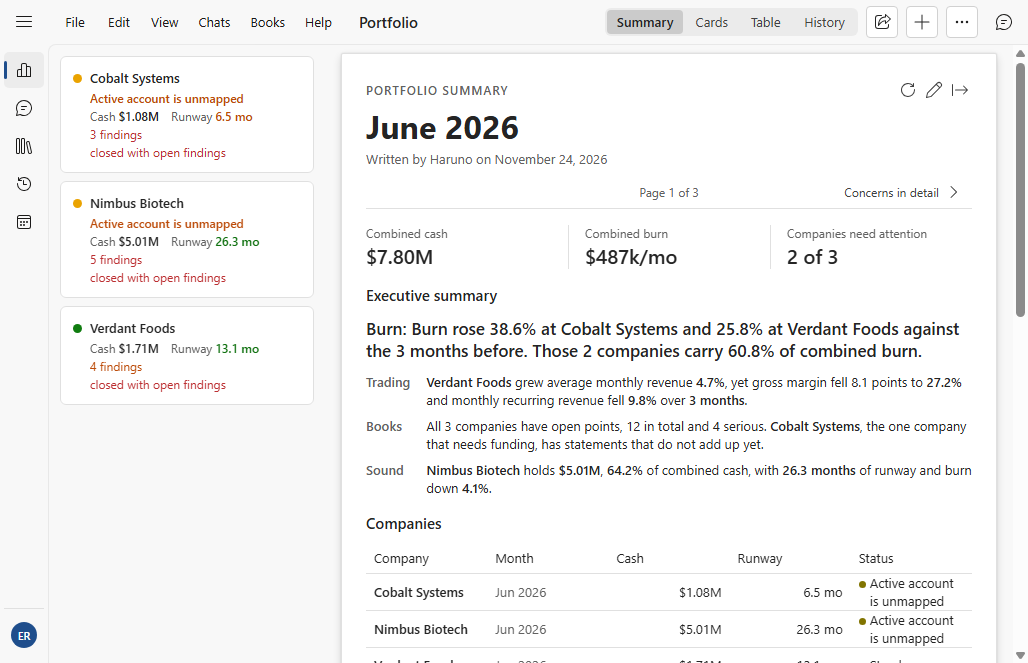 File Edit View Chats Books Help Portfolio Summary Cards Table History
Cobalt Systems
Active account is unmapped
Cash $1.08M Runway 6.5 mo
3 findings
closed with open findings
Nimbus Biotech
Active account is unmapped
Cash $5.01M Runway 26.3 mo
5 findings
closed with open findings
Verdant Foods
Cash $1.71M Runway 13.1 mo
4 findings
closed with open findings
ER
PORTFOLIO SUMMARY
June 2026
Written by Haruno on November 24, 2026
Page 1 of 3 Concerns in detail
Combined cash Combined burn Companies need attention
$7.80M $487k/mo 2 of 3
Executive summary
Burn: Burn rose 38.6% at Cobalt Systems and 25.8% at Verdant Foods against
the 3 months before. Those 2 companies carry 60.8% of combined burn.
Trading Verdant Foods grew average monthly revenue 4.7%, yet gross margin fell 8.1 points to 27.2%
and monthly recurring revenue fell 9.8% over 3 months.
Books All 3 companies have open points, 12 in total and 4 serious. Cobalt Systems, the one company
that needs funding, has statements that do not add up yet.
Sound Nimbus Biotech holds $5.01M, 64.2% of combined cash, with 26.3 months of runway and burn
down 4.1%.
Companies
Company Month Cash Runway Status
Cobalt Systems Jun 2026 $1.08M 6.5 mo Active account
is unmapped
Nimbus Biotech Jun 2026 $5.01M 26.3 mo Active account
is unmapped